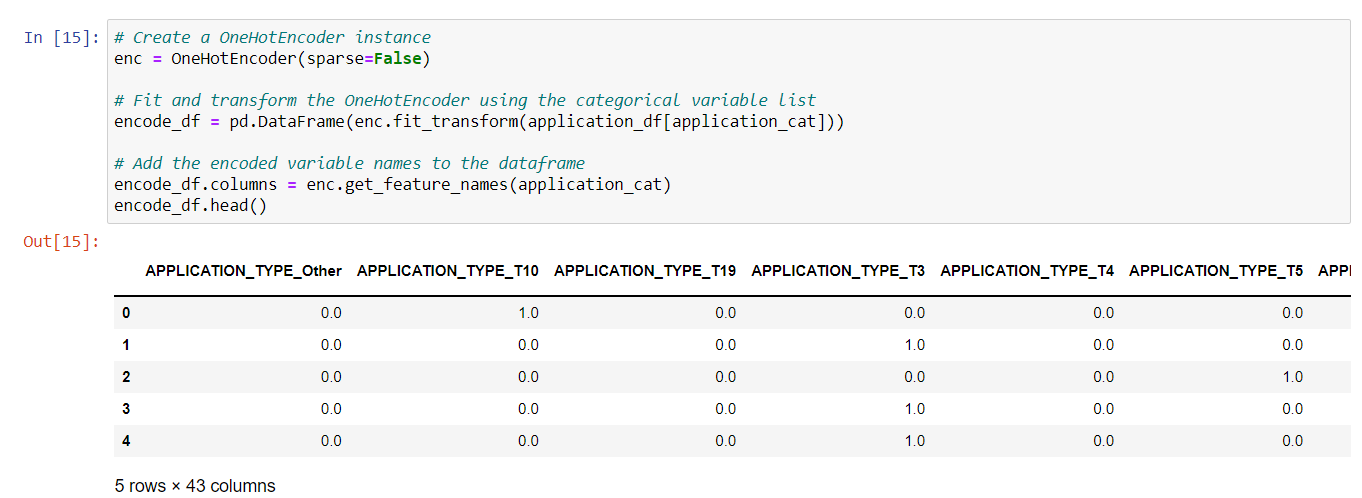 In [15]: # Create a OneHotEncoder instance
enc = OneHotEncoder(sparse=False)
# Fit and transform the OneHotEncoder using the categorical variable list
encode_df = pd.DataFrame(enc.fit_transform(application_df[application_cat]))
# Add the encoded variable names to the dataframe
encode_df.columns = enc.get_feature_names(application_cat)
encode_df.head()
Out[15]:
APPLICATION_TYPE_Other APPLICATION_TYPE_T10 APPLICATION_TYPE_T19 APPLICATION_TYPE_T3 APPLICATION_TYPE_T4 APPLICATION_TYPE_T5 APPL
0 0.0 1.0 0.0 0.0 0.0 0.0
1 0.0 0.0 0.0 1.0 0.0 0.0
2 0.0 0.0 0.0 0.0 0.0 1.0
3 0.0 0.0 0.0 1.0 0.0 0.0
4 0.0 0.0 0.0 1.0 0.0 0.0
5 rows × 43 columns